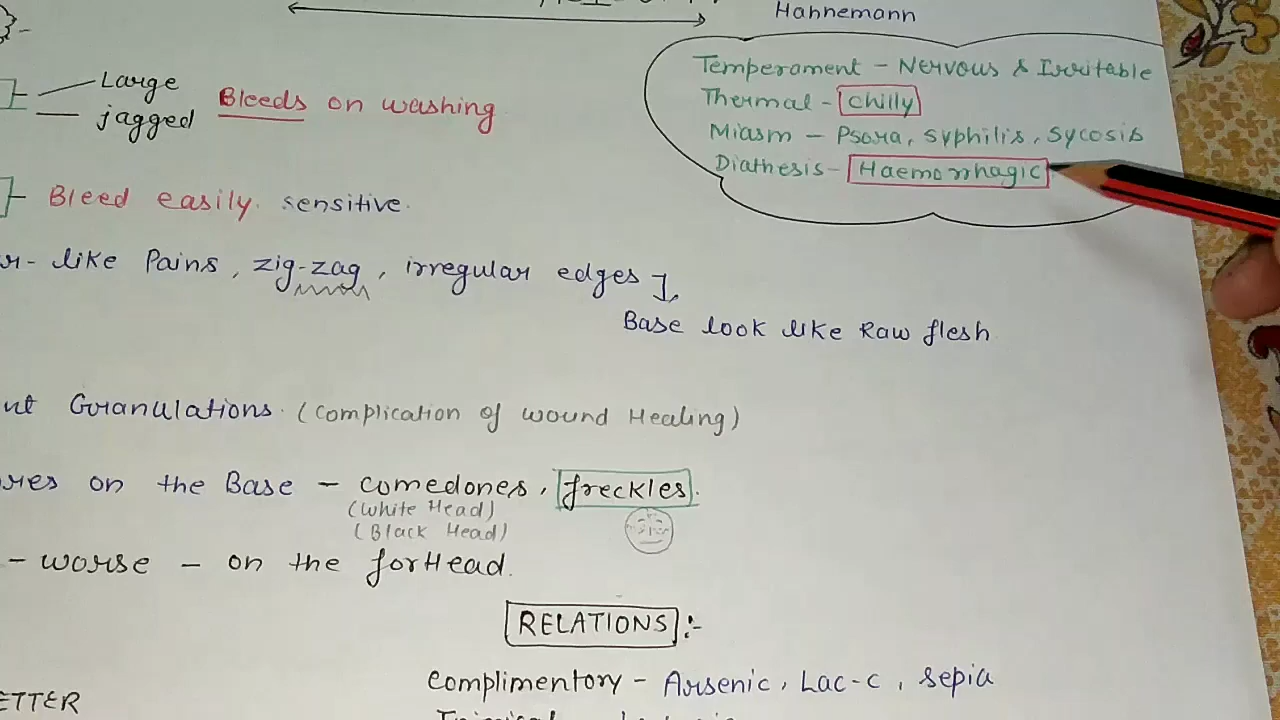 Hahnemann
Temperament - Nervous & Irritable
Thermal - Chilly
Miasm - Psora, Syphilis, Sycosis
Diathesis - Haemorrhagic
Large
jagged
Bleeds on washing
Bleed easily. sensitive.
like Pains, zig-zag, irregular edges
Base look like Raw flesh
Granulations. (Complication of wound Healing)
on the Base - comedones, freckles.
(White Head)
(Black Head)
- worse - on the forHead.
RELATIONS :-
Complimentory - Arsenic, Lac-c, sepia